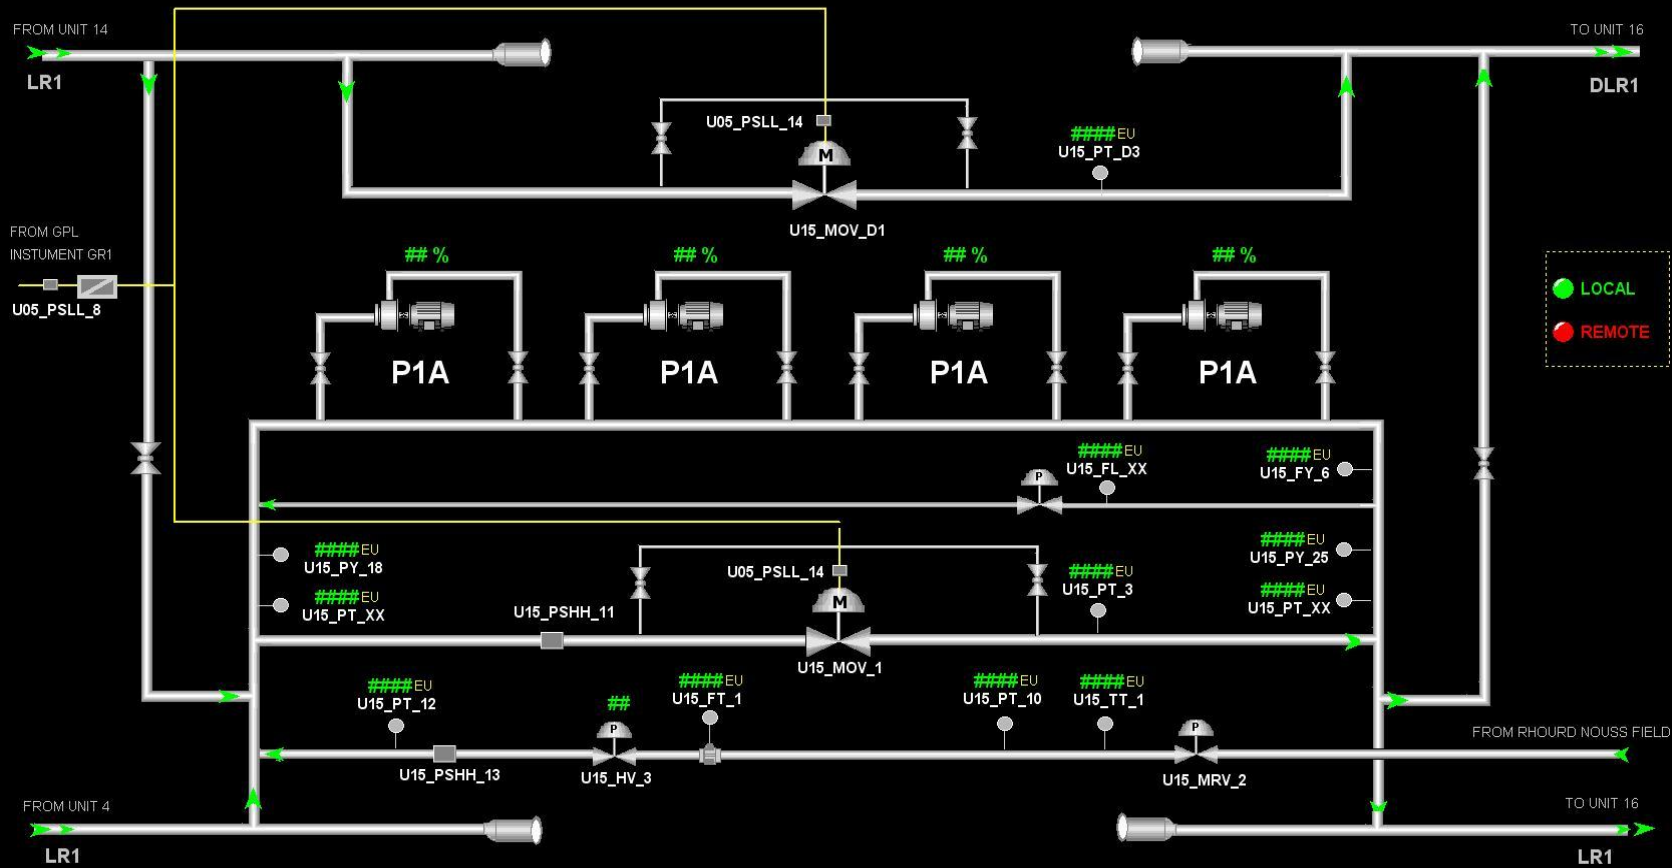 FROM UNIT 14
LR1
TO UNIT 16
DLR1
U05_PSLL_14
M
####EU
U15_PT_D3
U15_MOV_D1
FROM GPL
INSTUMENT GR1
U05_PSLL_8
## %
## %
## %
## %
P1A
P1A
P1A
P1A
LOCAL
REMOTE
####EU
U15_FL_XX
P
####EU
U15_FY_6
####EU
U15_PY_18
####EU
U15_PT_XX
U15_PSHH_11
U05_PSLL_14
M
U15_MOV_1
####EU
U15_PT_3
####EU
U15_PY_25
####EU
U15_PT_XX
####EU
U15_PT_12
U15_PSHH_13
##
P
U15_HV_3
####EU
U15_FT_1
####EU
U15_PT_10
####EU
U15_TT_1
P
U15_MRV_2
FROM RHOURD NOUSS FIELD
FROM UNIT 4
LR1
TO UNIT 16
LR1